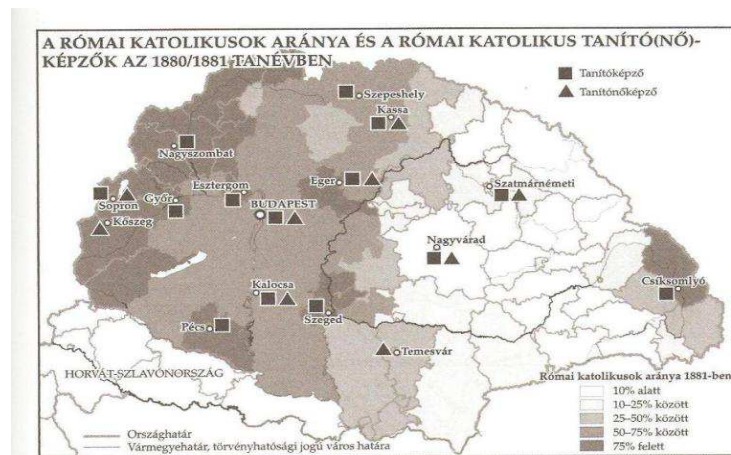 A RÓMAI KATOLIKUSOK ARÁNYA ÉS A RÓMAI KATOLIKUS TANÍTÓ(NŐ)-
KÉPZŐK AZ 1880/1881 TANÉVBEN
Tanítóképző
Tanítónőképző
Szepeshely
Kassa
Nagyszombat
Eger
Szatmárnémeti
Esztergom
Sopron
Győr
BUDAPEST
Kőszeg
Nagyvárad
Csíksomlyó
Kalocsa
Szeged
Pécs
Temesvár
HORVÁT-SZLAVONORSZÁG
Római katolikusok aránya 1881-ben
10% alatt
10–25% között
25–50% között
50–75% között
75% felett
Országhatár
Vármegyehatár, törvényhatósági jogú város határa